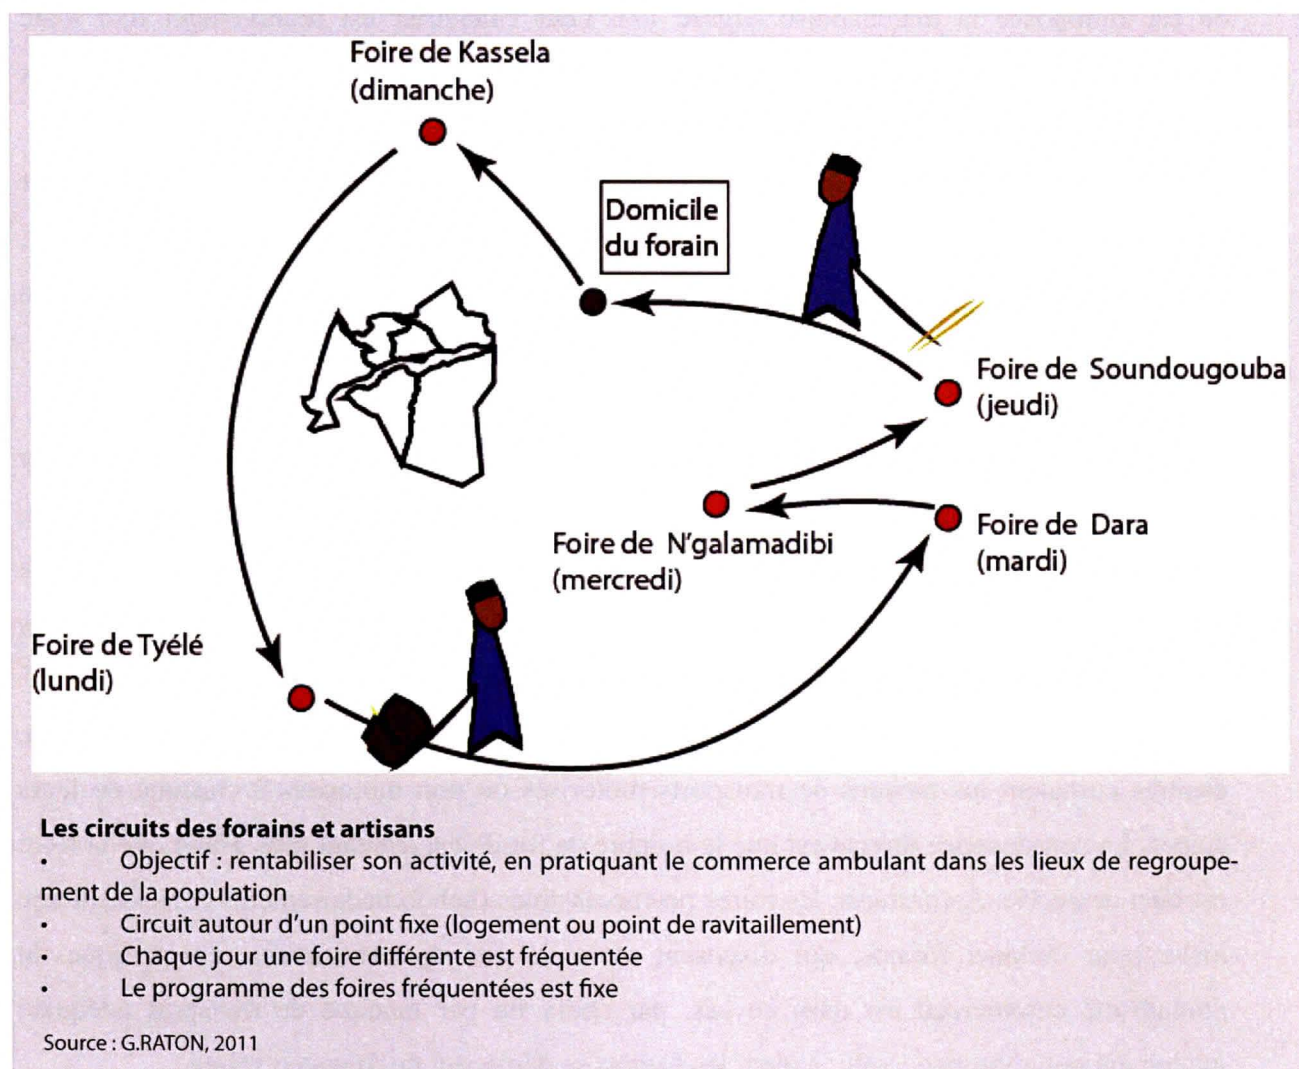 Foire de Kassela
(dimanche)
Domicile
du forain
Foire de Soundougouba
(jeudi)
Foire de N'galamadibi
(mercredi)
Foire de Dara
(mardi)
Foire de Tyélé
(lundi)
Les circuits des forains et artisans
• Objectif : rentabiliser son activité, en pratiquant le commerce ambulant dans les lieux de regroupe-
ment de la population
• Circuit autour d'un point fixe (logement ou point de ravitaillement)
• Chaque jour une foire différente est fréquentée
• Le programme des foires fréquentées est fixe
Source : G.RATON, 2011